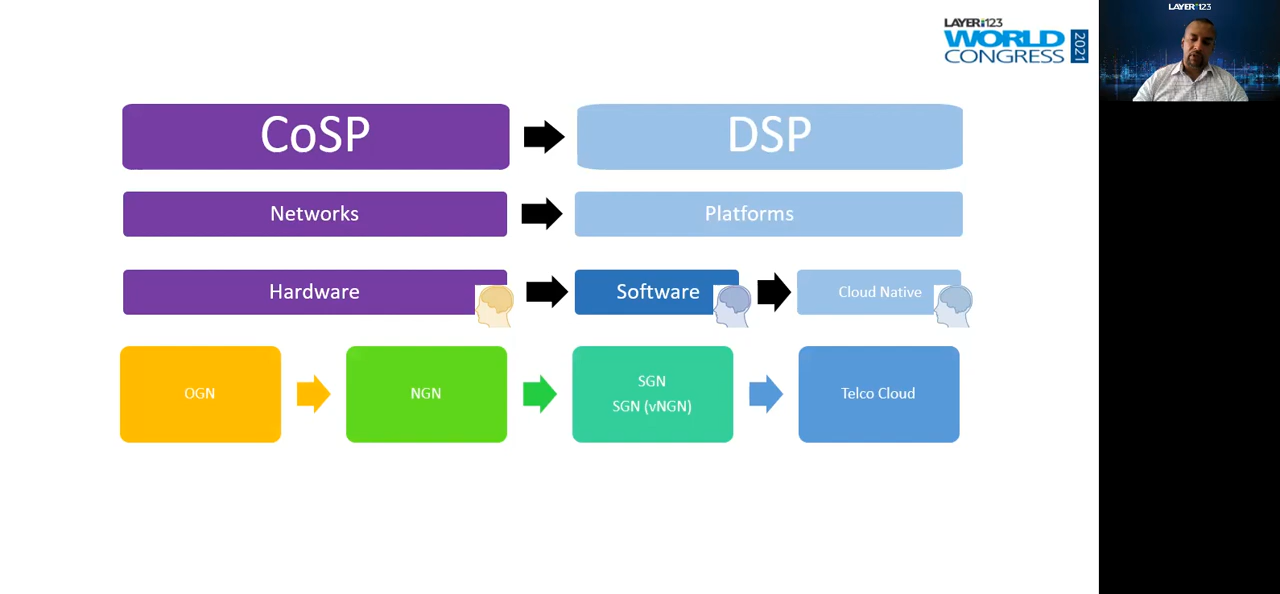 LAYER123
WORLD
CONGRESS
2021
LAYER123
CoSP
DSP
Networks
Platforms
Hardware
Software
Cloud Native
OGN
NGN
SGN
SGN (vNGN)
Telco Cloud